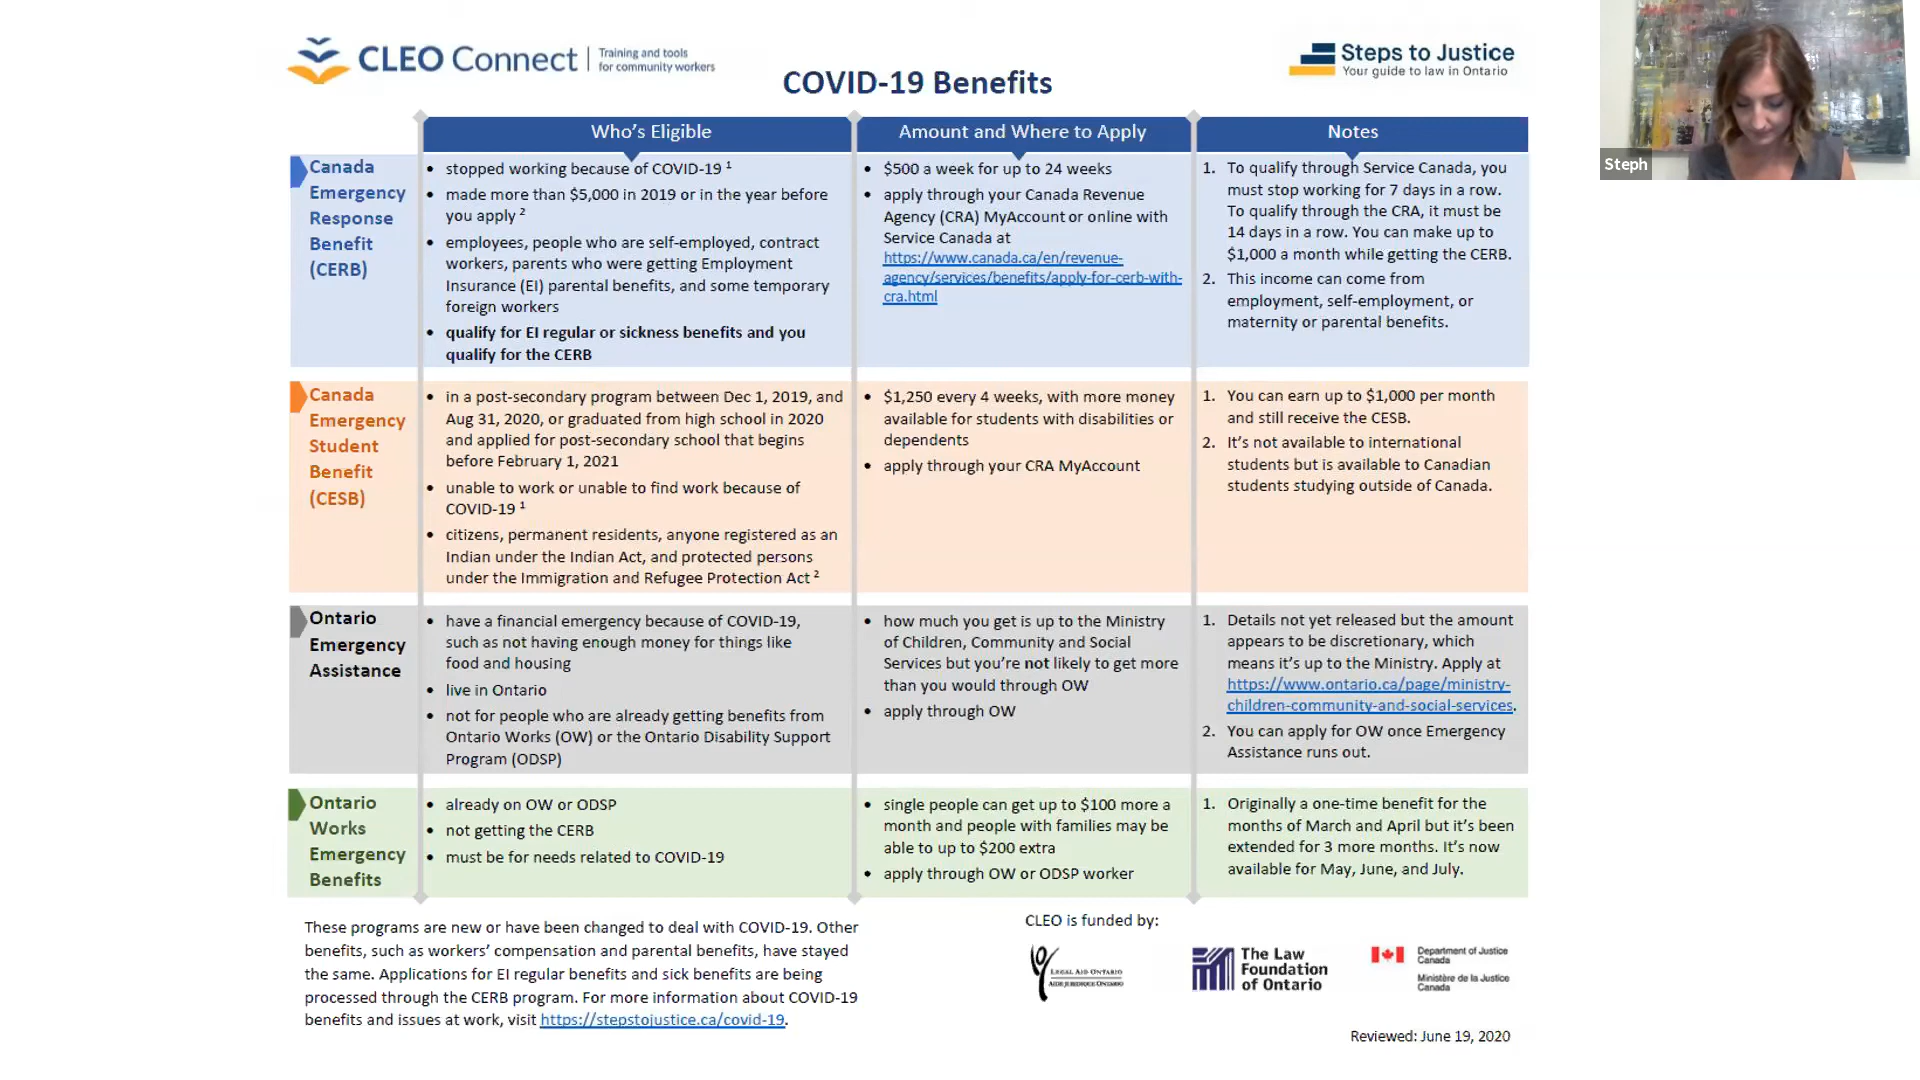 CLEO Connect
Training and tools
for community workers
COVID-19 Benefits
Steps to Justice
Your guide to law in Ontario
Steph
Who's Eligible
Amount and Where to Apply
Notes
Canada
Emergency
Response
Benefit
(CERB)
• stopped working because of COVID-19 ¹
• made more than $5,000 in 2019 or in the year before
you apply ²
• employees, people who are self-employed, contract
workers, parents who were getting Employment
Insurance (EI) parental benefits, and some temporary
foreign workers
• qualify for EI regular or sickness benefits and you
qualify for the CERB
• $500 a week for up to 24 weeks
• apply through your Canada Revenue
Agency (CRA) MyAccount or online with
Service Canada at
https://www.canada.ca/en/revenue-
agency/services/benefits/apply-for-cerb-with-
cra.html
1. To qualify through Service Canada, you
must stop working for 7 days in a row.
To qualify through the CRA, it must be
14 days in a row. You can make up to
$1,000 a month while getting the CERB.
2. This income can come from
employment, self-employment, or
maternity or parental benefits.
Canada
Emergency
Student
Benefit
(CESB)
• in a post-secondary program between Dec 1, 2019, and
Aug 31, 2020, or graduated from high school in 2020
and applied for post-secondary school that begins
before February 1, 2021
• unable to work or unable to find work because of
COVID-19 ¹
• citizens, permanent residents, anyone registered as an
Indian under the Indian Act, and protected persons
under the Immigration and Refugee Protection Act ²
• $1,250 every 4 weeks, with more money
available for students with disabilities or
dependents
• apply through your CRA MyAccount
1. You can earn up to $1,000 per month
and still receive the CESB.
2. It's not available to international
students but is available to Canadian
students studying outside of Canada.
Ontario
Emergency
Assistance
• have a financial emergency because of COVID-19,
such as not having enough money for things like
food and housing
• live in Ontario
• not for people who are already getting benefits from
Ontario Works (OW) or the Ontario Disability Support
Program (ODSP)
• how much you get is up to the Ministry
of Children, Community and Social
Services but you're not likely to get more
than you would through OW
• apply through OW
1. Details not yet released but the amount
appears to be discretionary, which
means it's up to the Ministry. Apply at
https://www.ontario.ca/page/ministry-
children-community-and-social-services.
2. You can apply for OW once Emergency
Assistance runs out.
Ontario
Works
Emergency
Benefits
• already on OW or ODSP
• not getting the CERB
• must be for needs related to COVID-19
• single people can get up to $100 more a
month and people with families may be
able to up to $200 extra
• apply through OW or ODSP worker
1. Originally a one-time benefit for the
months of March and April but it's been
extended for 3 more months. It's now
available for May, June, and July.
These programs are new or have been changed to deal with COVID-19. Other
benefits, such as workers' compensation and parental benefits, have stayed
the same. Applications for EI regular benefits and sick benefits are being
processed through the CERB program. For more information about COVID-19
benefits and issues at work, visit https://stepstojustice.ca/covid-19.
CLEO is funded by:
LEGAL AID ONTARIO
AIDE JURIDIQUE ONTARIO
The Law
Foundation
of Ontario
Department of Justice
Canada
Ministère de la Justice
Canada
Reviewed: June 19, 2020